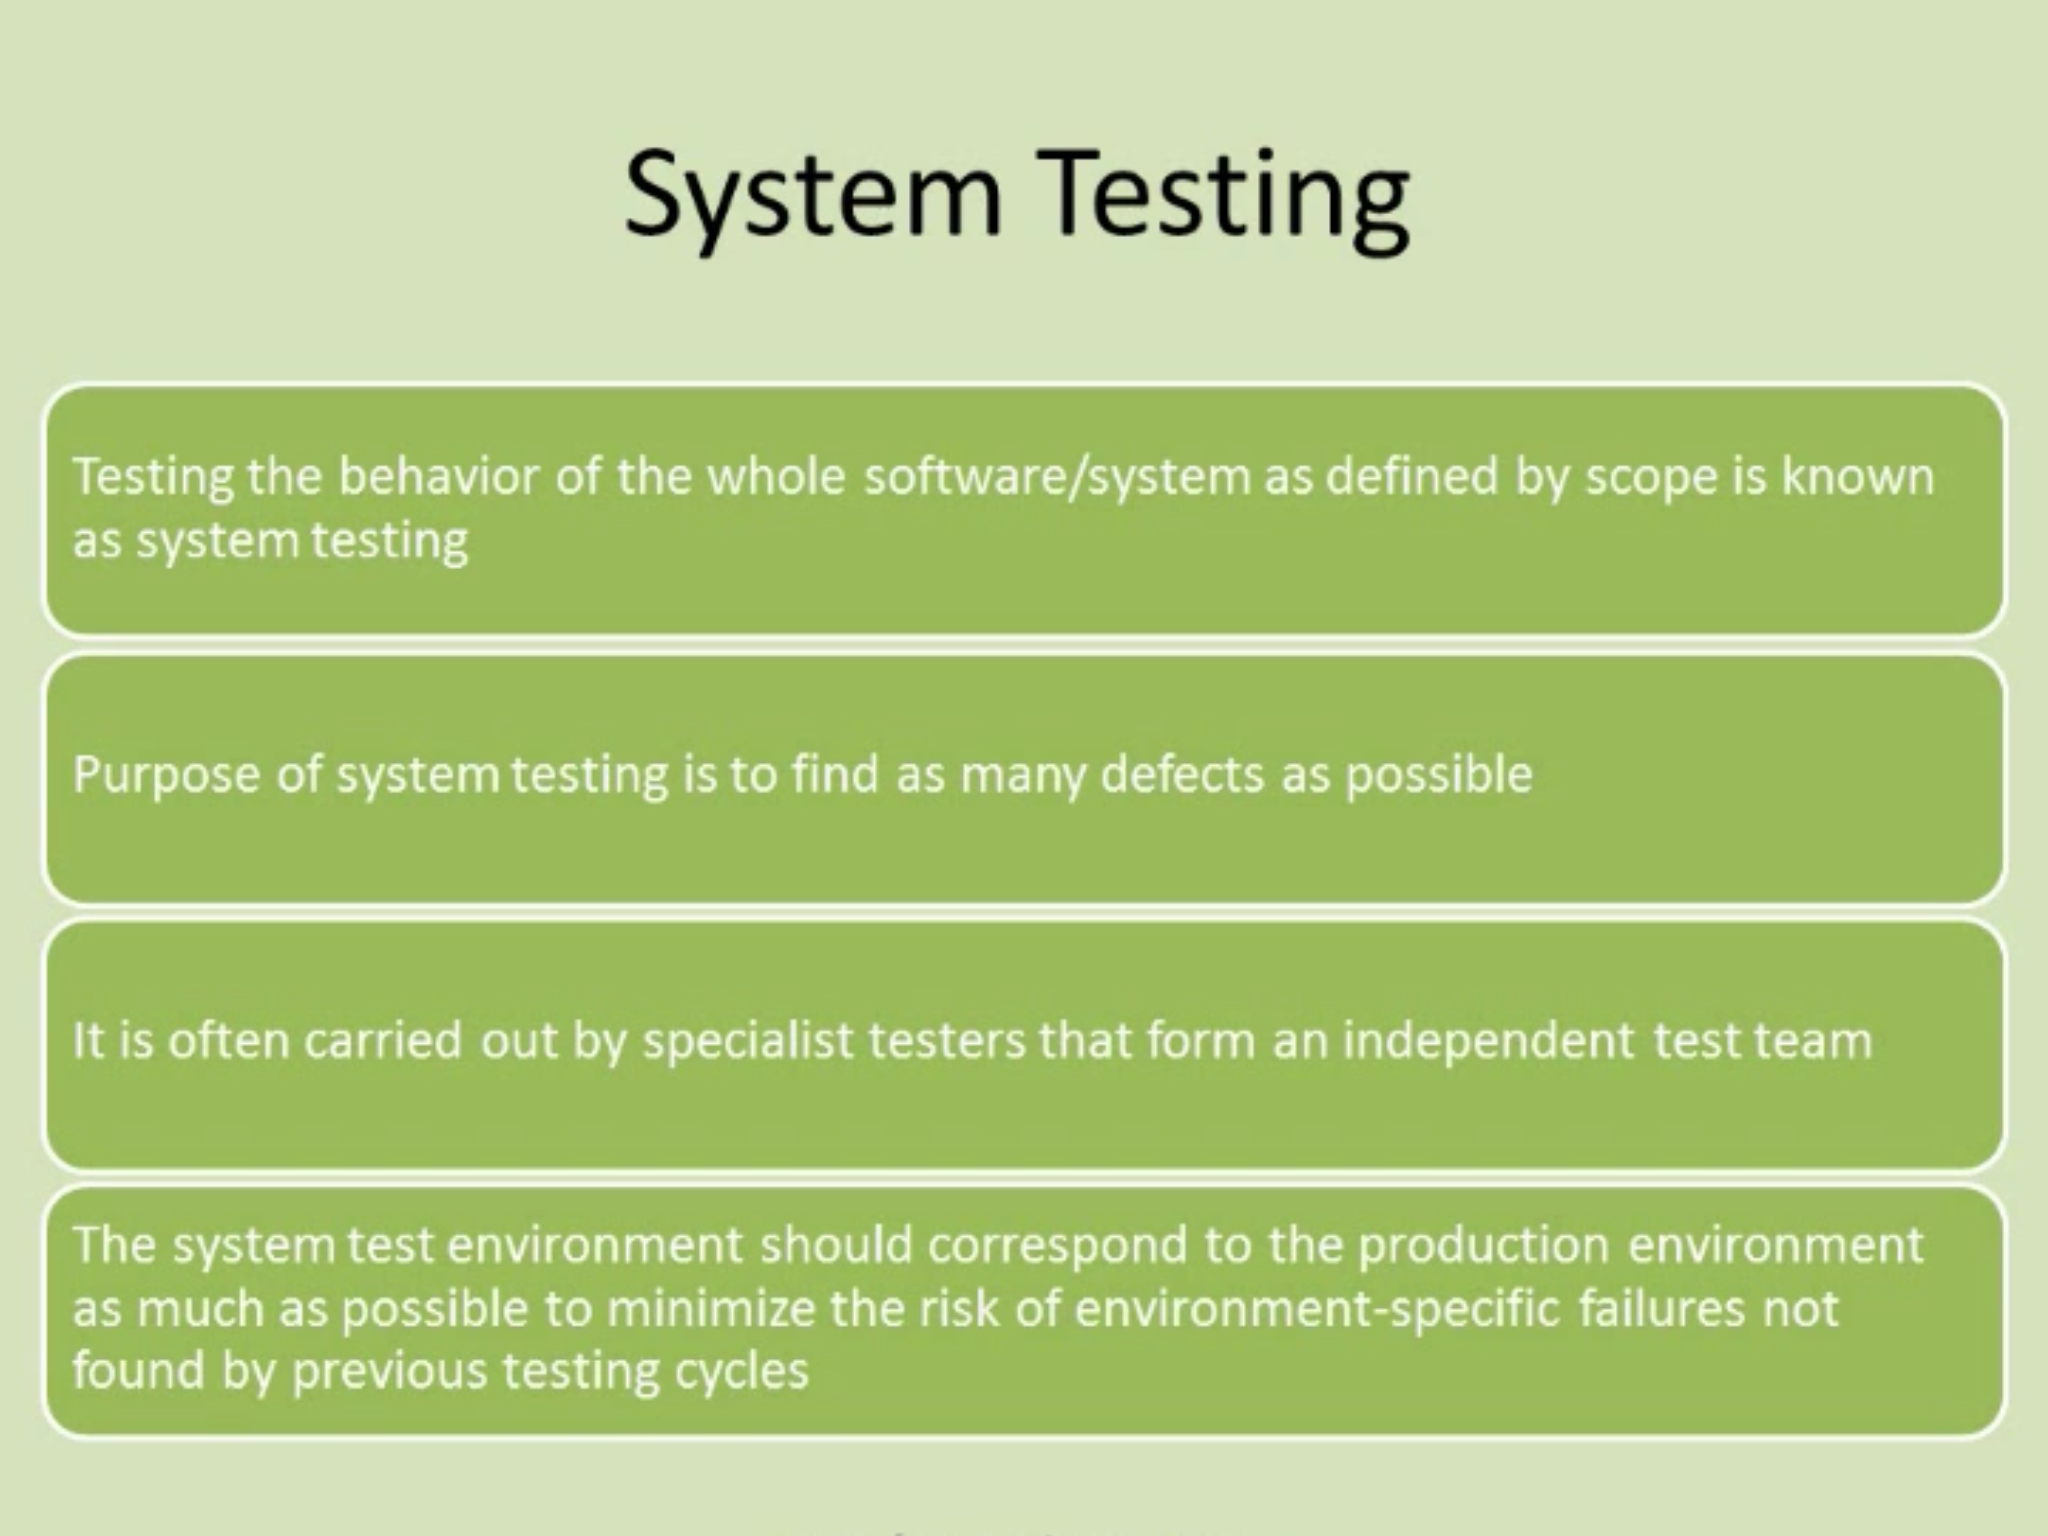 System Testing
Testing the behavior of the whole software/system as defined by scope is known
as system testing
Purpose of system testing is to find as many defects as possible
It is often carried out by specialist testers that form an independent test team
The system test environment should correspond to the production environment
as much as possible to minimize the risk of environment-specific failures not
found by previous testing cycles